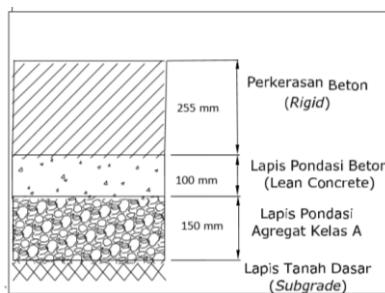 255 mm
Perkerasan Beton
(Rigid)
100 mm
Lapis Pondasi Beton
(Lean Concrete)
150 mm
Lapis Pondasi
Agregat Kelas A
Lapis Tanah Dasar
(Subgrade)